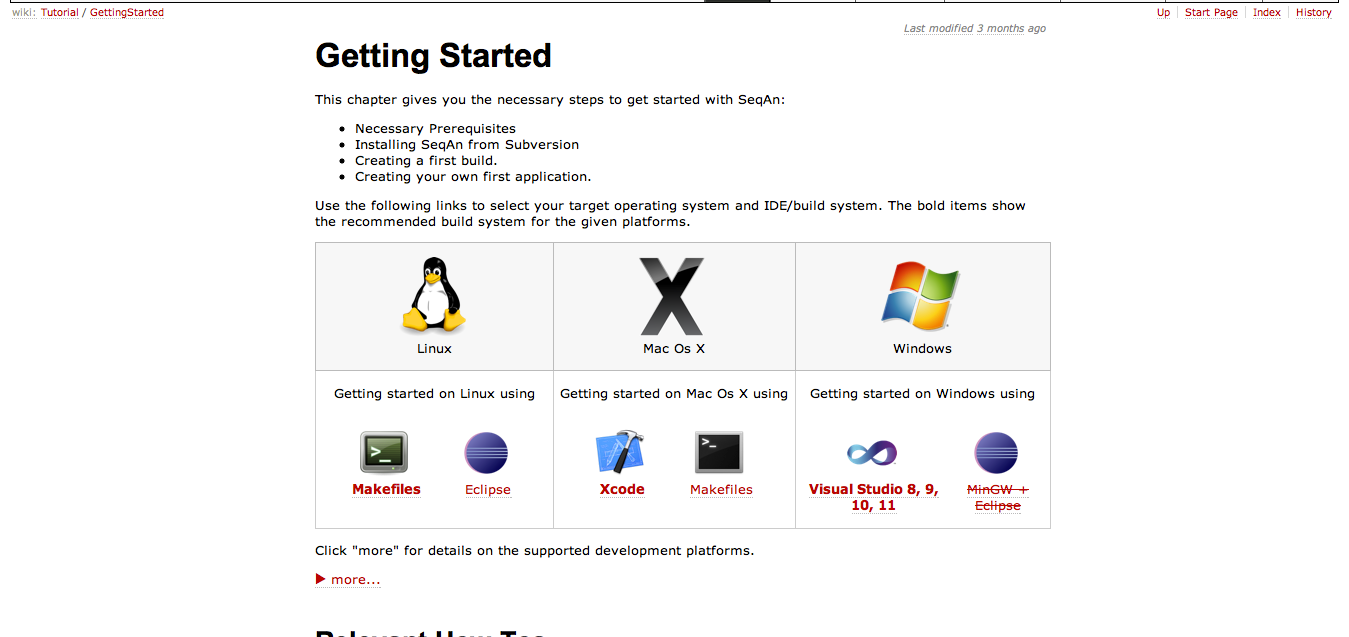 wiki: Tutorial / GettingStarted
Up Start Page Index History
Last modified 3 months ago
Getting Started
This chapter gives you the necessary steps to get started with SeqAn:
Necessary Prerequisites
Installing SeqAn from Subversion
Creating a first build.
Creating your own first application.
Use the following links to select your target operating system and IDE/build system. The bold items show
the recommended build system for the given platforms.
Linux Mac Os X Windows
Getting started on Linux using Getting started on Mac Os X using Getting started on Windows using
Makefiles Eclipse Xcode Makefiles Visual Studio 8, 9, MinGW +
10, 11 Eclipse
Click "more" for details on the supported development platforms.
more...
Relevant How Tos